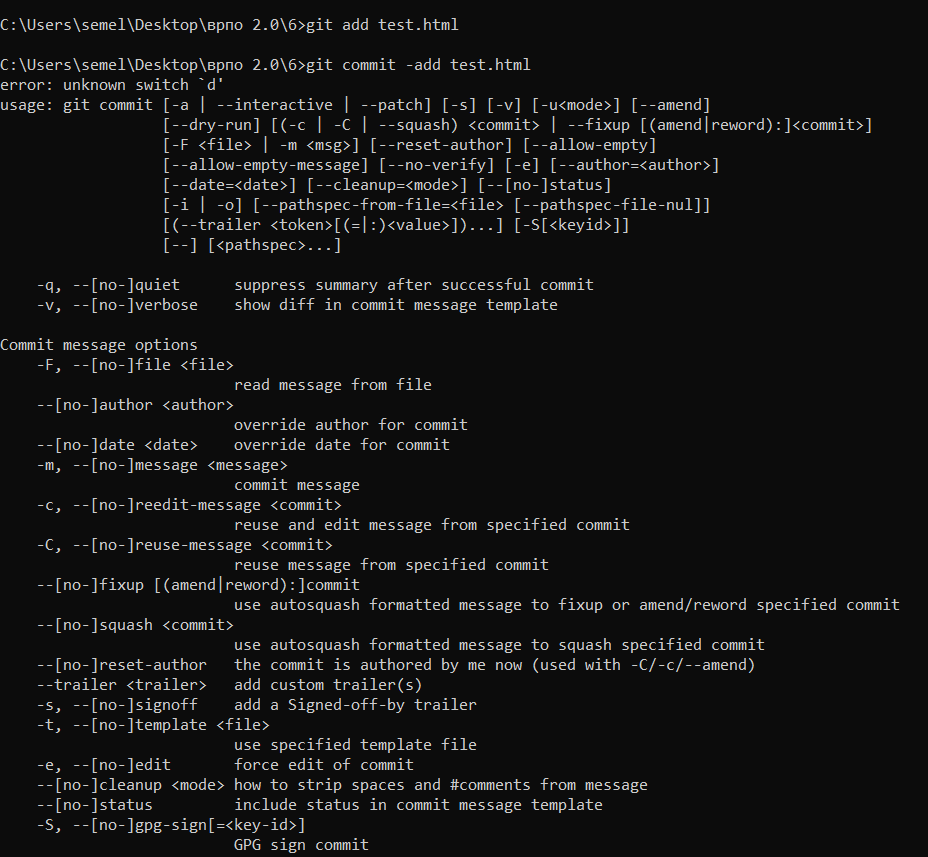 C:\Users\semel\Desktop\врпо 2.0\6>git add test.html
C:\Users\semel\Desktop\врпо 2.0\6>git commit -add test.html
error: unknown switch `d'
usage: git commit [-a | --interactive | --patch] [-s] [-v] [-u<mode>] [--amend]
                  [--dry-run] [(-c | -C | --squash) <commit> | --fixup [(amend|reword):]<commit>]
                  [-F <file> | -m <msg>] [--reset-author] [--allow-empty]
                  [--allow-empty-message] [--no-verify] [-e] [--author=<author>]
                  [--date=<date>] [--cleanup=<mode>] [--[no-]status]
                  [-i | -o] [--pathspec-from-file=<file> [--pathspec-file-nul]]
                  [(--trailer <token>[(=|:)<value>])...] [-S[<keyid>]]
                  [--] [<pathspec>...]
    -q, --[no-]quiet      suppress summary after successful commit
    -v, --[no-]verbose    show diff in commit message template
Commit message options
    -F, --[no-]file <file>
                          read message from file
    --[no-]author <author>
                          override author for commit
    --[no-]date <date>    override date for commit
    -m, --[no-]message <message>
                          commit message
    -c, --[no-]reedit-message <commit>
                          reuse and edit message from specified commit
    -C, --[no-]reuse-message <commit>
                          reuse message from specified commit
    --[no-]fixup [(amend|reword):]commit
                          use autosquash formatted message to fixup or amend/reword specified commit
    --[no-]squash <commit>
                          use autosquash formatted message to squash specified commit
    --[no-]reset-author   the commit is authored by me now (used with -C/-c/--amend)
    --trailer <trailer>   add custom trailer(s)
    -s, --[no-]signoff    add a Signed-off-by trailer
    -t, --[no-]template <file>
                          use specified template file
    -e, --[no-]edit       force edit of commit
    --[no-]cleanup <mode> how to strip spaces and #comments from message
    --[no-]status         include status in commit message template
    -S, --[no-]gpg-sign[=<key-id>]
                          GPG sign commit